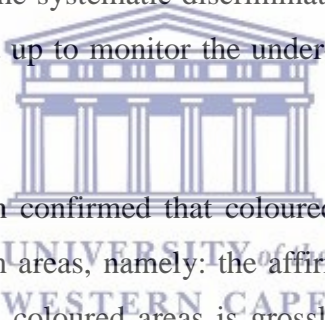 systematic discriminat
up to monitor the under
confirmed that coloured
UNIVERSITY of the
areas, namely: the affir
WESTERN CAPE
coloured areas is grossl